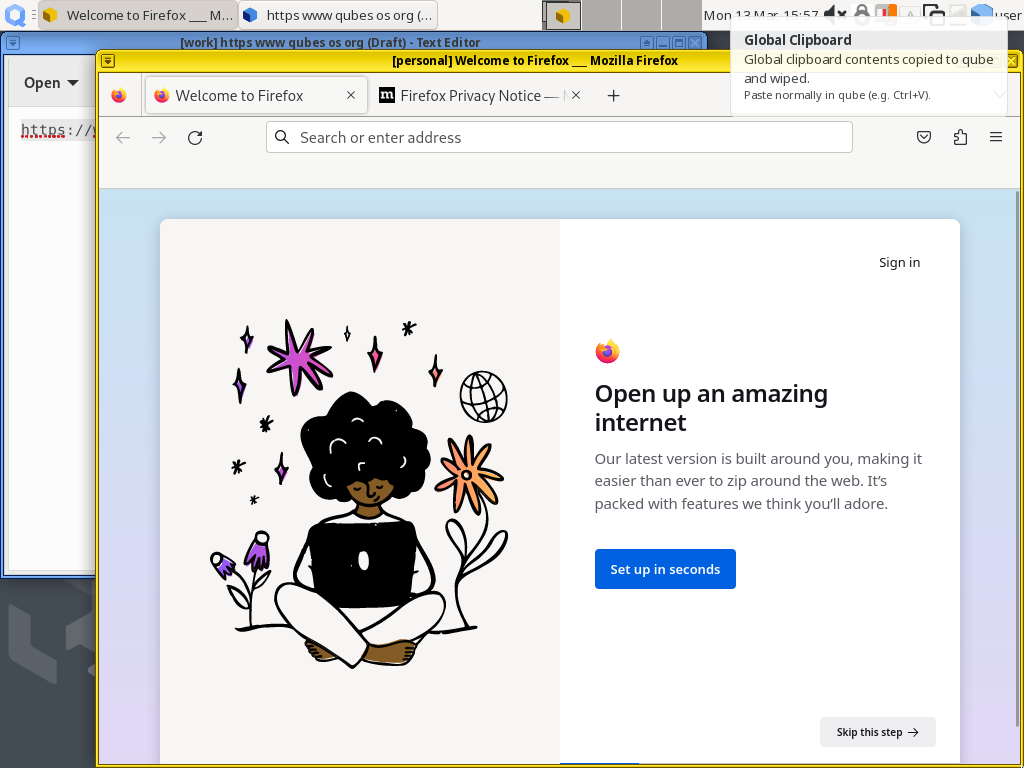 Welcome to Firefox ___ M...
https www qubes os org (...
Mon 13 Mar, 15:57
user
[work] https www qubes os org (Draft) - Text Editor
Global Clipboard
Global clipboard contents copied to qube
and wiped.
Paste normally in qube (e.g. Ctrl+V).
[personal] Welcome to Firefox ___ Mozilla Firefox
Open
Welcome to Firefox
Firefox Privacy Notice — M
https://
Search or enter address
Sign in
Open up an amazing
internet
Our latest version is built around you, making it
easier than ever to zip around the web. It’s
packed with features we think you’ll adore.
Set up in seconds
Skip this step